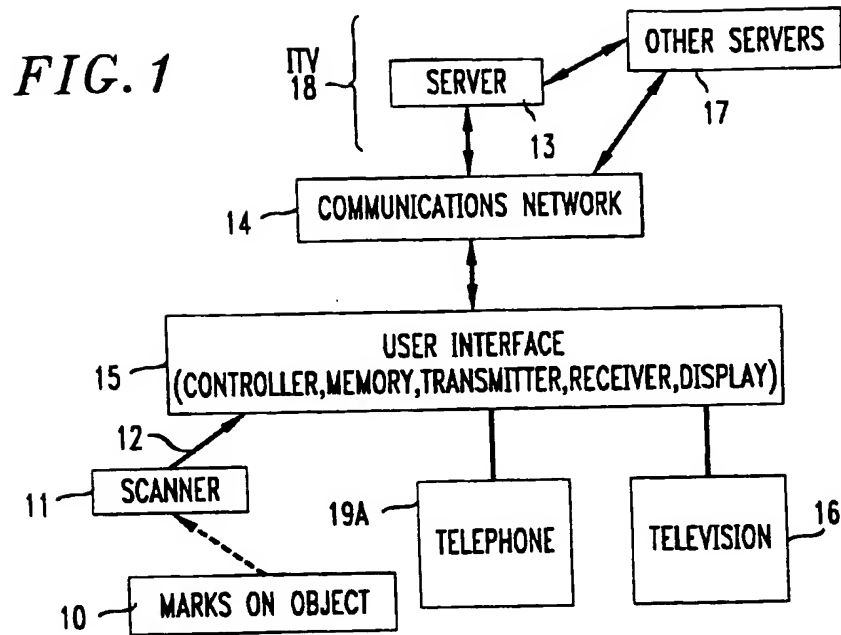 FIG. 1
ITV
18
SERVER
13
OTHER SERVERS
17
14
COMMUNICATIONS NETWORK
15
USER INTERFACE
(CONTROLLER,MEMORY,TRANSMITTER,RECEIVER,DISPLAY)
12
11
SCANNER
19A
TELEPHONE
TELEVISION
16
10
MARKS ON OBJECT